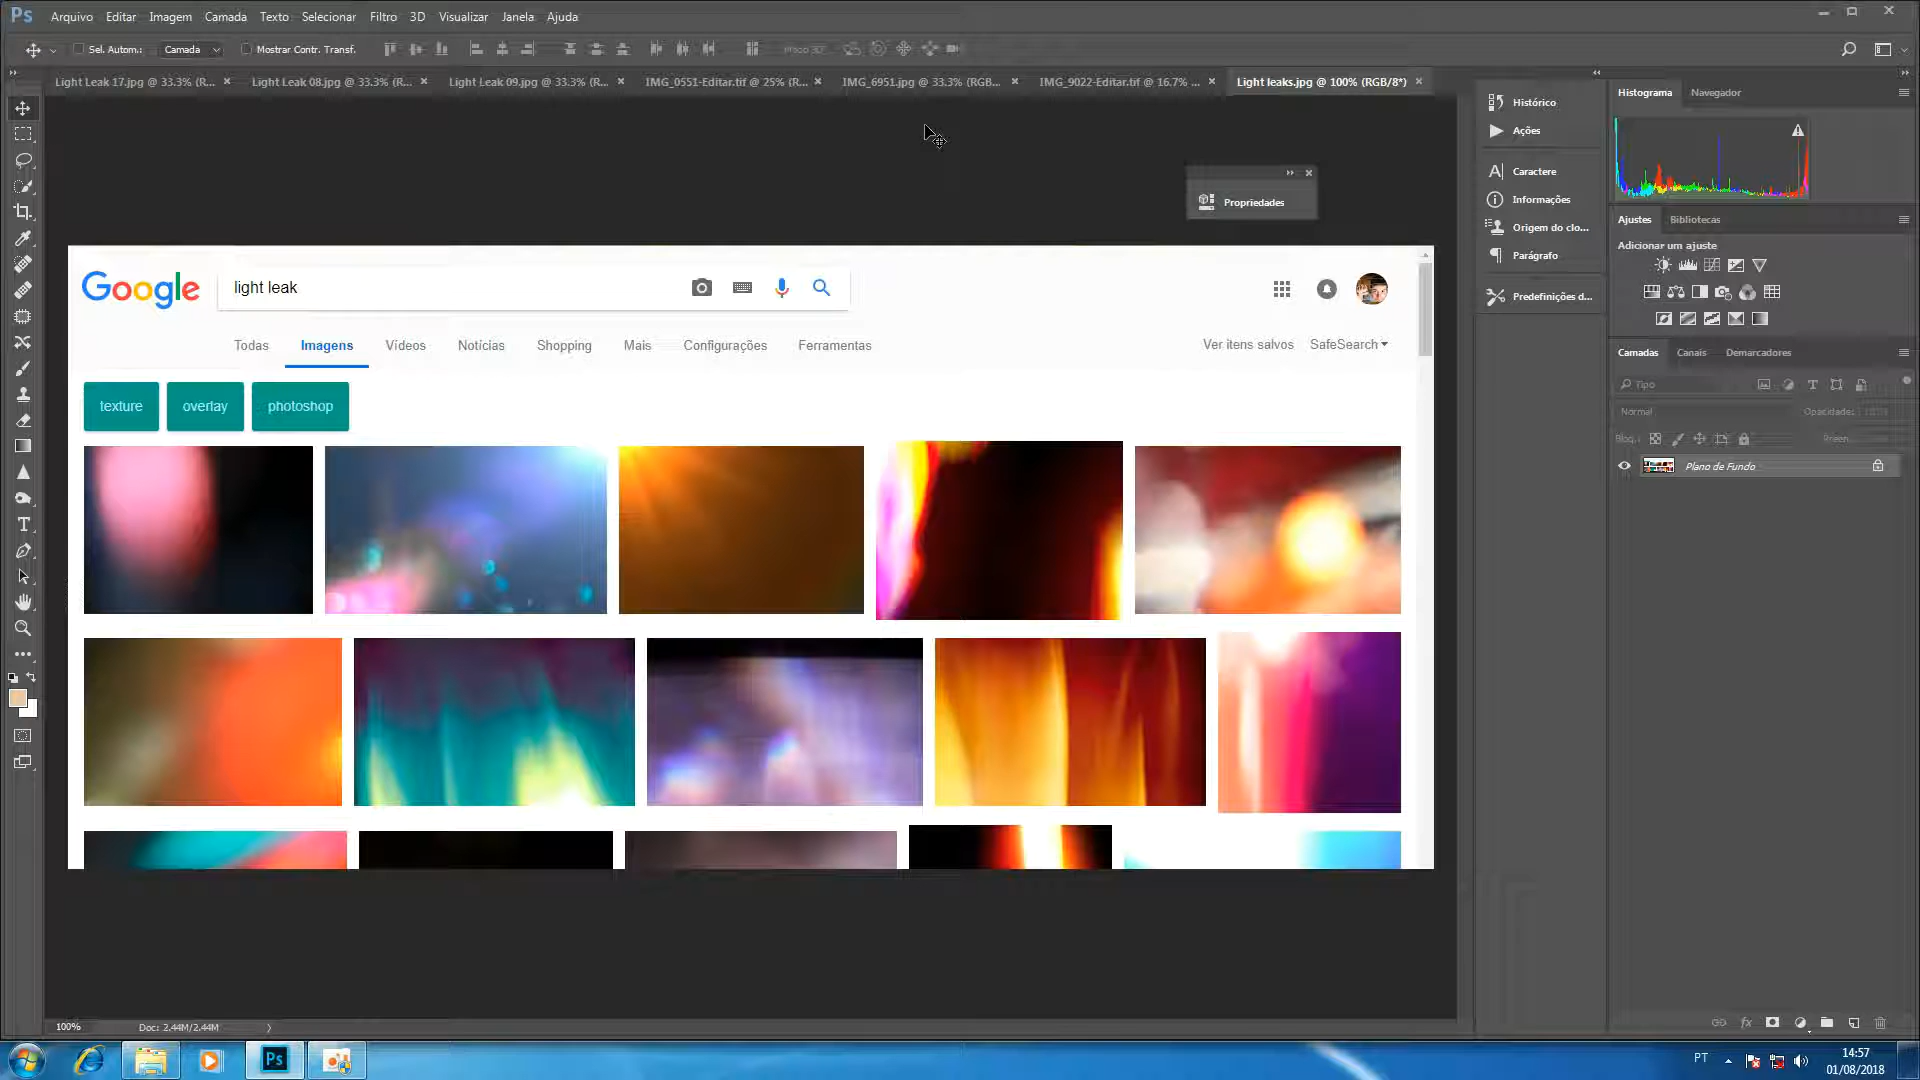 Ps Arquivo Editar Imagem Camada Texto Selecionar Filtro 3D Visualizar Janela Ajuda
Sel. Autom.: Camada Mostrar Contr. Transf.
Light Leak 17.jpg @ 33.3% (R... Light Leak 08.jpg @ 33.3% (R... Light Leak 09.jpg @ 33.3% (R... IMG_0551-Editar.tif @ 25% (R... IMG_6951.jpg @ 33.3% (RGB... IMG_9022-Editar.tif @ 16.7% ... Light leaks.jpg @ 100% (RGB/8*)
Histórico
Ações
Caractere
Informações
Origem do clo...
Parágrafo
Predefinições d...
Histograma Navegador
Propriedades
Ajustes Bibliotecas
Adicionar um ajuste
Camadas Canais Demarcadores
Tipo
Normal Opacidade:
Bloq.: Preen
Plano de Fundo
Google light leak
Todas Imagens Vídeos Notícias Shopping Mais Configurações Ferramentas Ver itens salvos SafeSearch
texture overlay photoshop
100% Doc: 2,44M/2,44M
fx
Ps
PT 14:57
01/08/2018